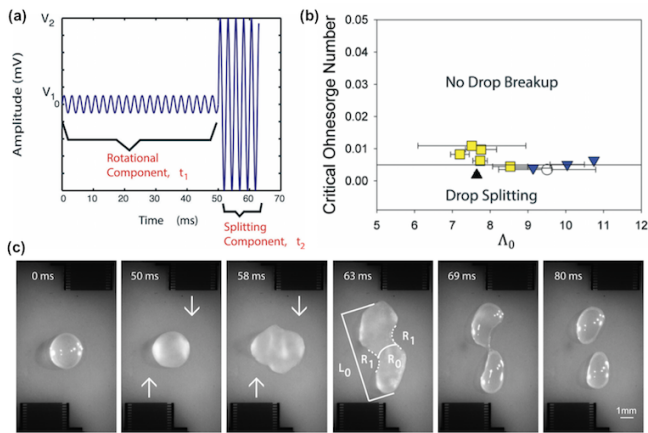 (a)
V2
V1
0
Amplitude (mV)
Rotational
Component, t1
0 10 20 30 40 50 60 70
Time (ms)
Splitting
Component, t2
(b)
Critical Ohnesorge Number
0.05
0.04
0.03
0.02
0.01
0.00
No Drop Breakup
Drop Splitting
5 6 7 8 9 10 11 12
Λ0
(c)
0 ms
50 ms
58 ms
63 ms
R1
R1
R0
L0
69 ms
80 ms
1mm